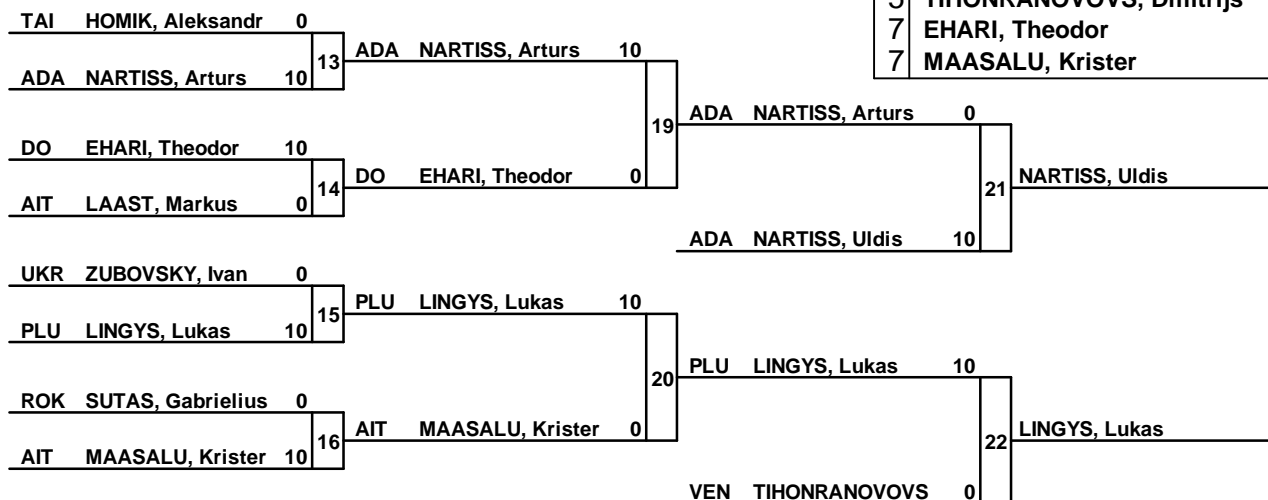 5 TIHONRANOVOVS, Dmitrijs
7 EHARI, Theodor
7 MAASALU, Krister
TAI HOMIK, Aleksandr 0
13
ADA NARTISS, Arturs 10
ADA NARTISS, Arturs 10
19
ADA NARTISS, Arturs 0
DO EHARI, Theodor 10
14
DO EHARI, Theodor 0
AIT LAAST, Markus 0
21
NARTISS, Uldis
ADA NARTISS, Uldis 10
UKR ZUBOVSKY, Ivan 0
15
PLU LINGYS, Lukas 10
PLU LINGYS, Lukas 10
20
PLU LINGYS, Lukas 10
ROK SUTAS, Gabrielius 0
16
AIT MAASALU, Krister 0
AIT MAASALU, Krister 10
22
LINGYS, Lukas
VEN TIHONRANOVOVS 0